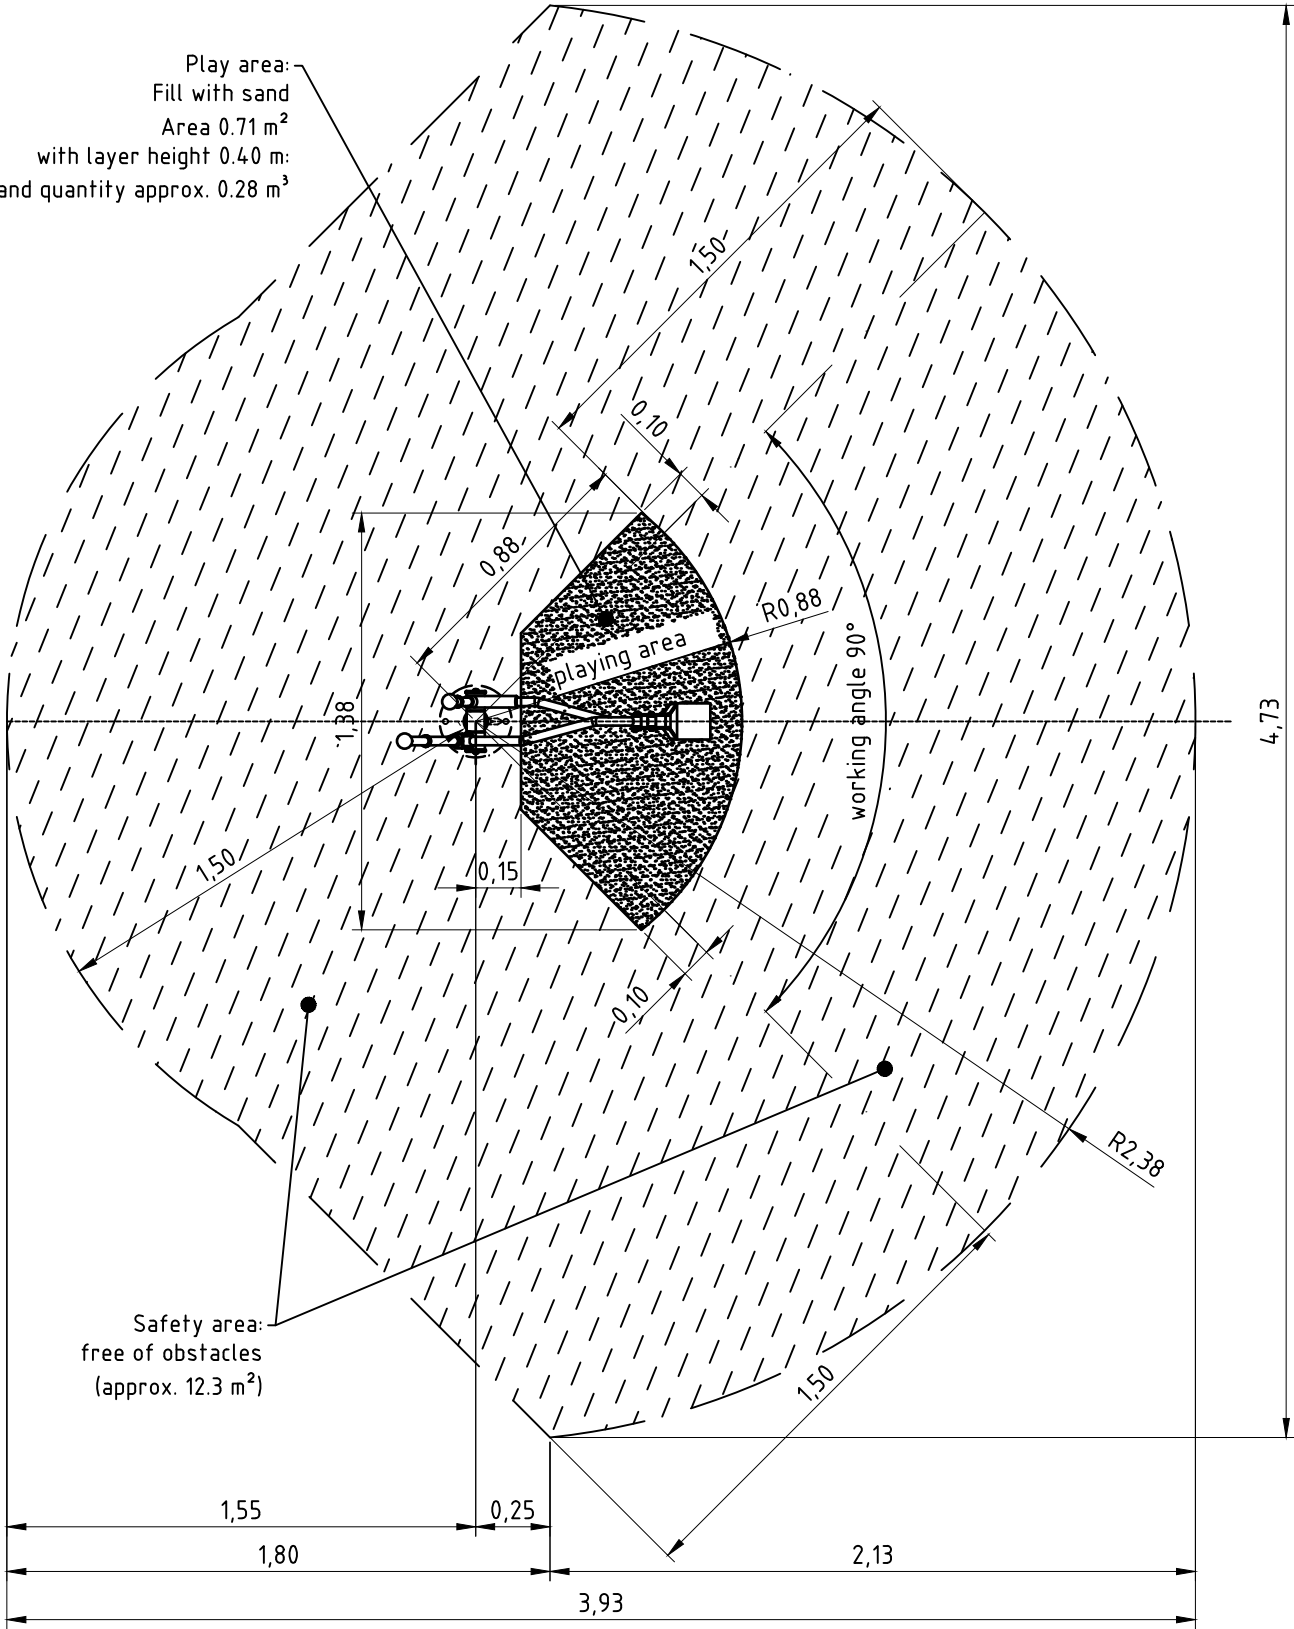 Play area:
Fill with sand
Area 0.71 m²
with layer height 0.40 m:
and quantity approx. 0.28 m³
1,50
0,10
0,88
R0,88
playing area
working angle 90°
1,38
4,73
1,50
0,15
0,10
R2,38
Safety area:
free of obstacles
(approx. 12.3 m²)
1,50
1,55
0,25
1,80
2,13
3,93